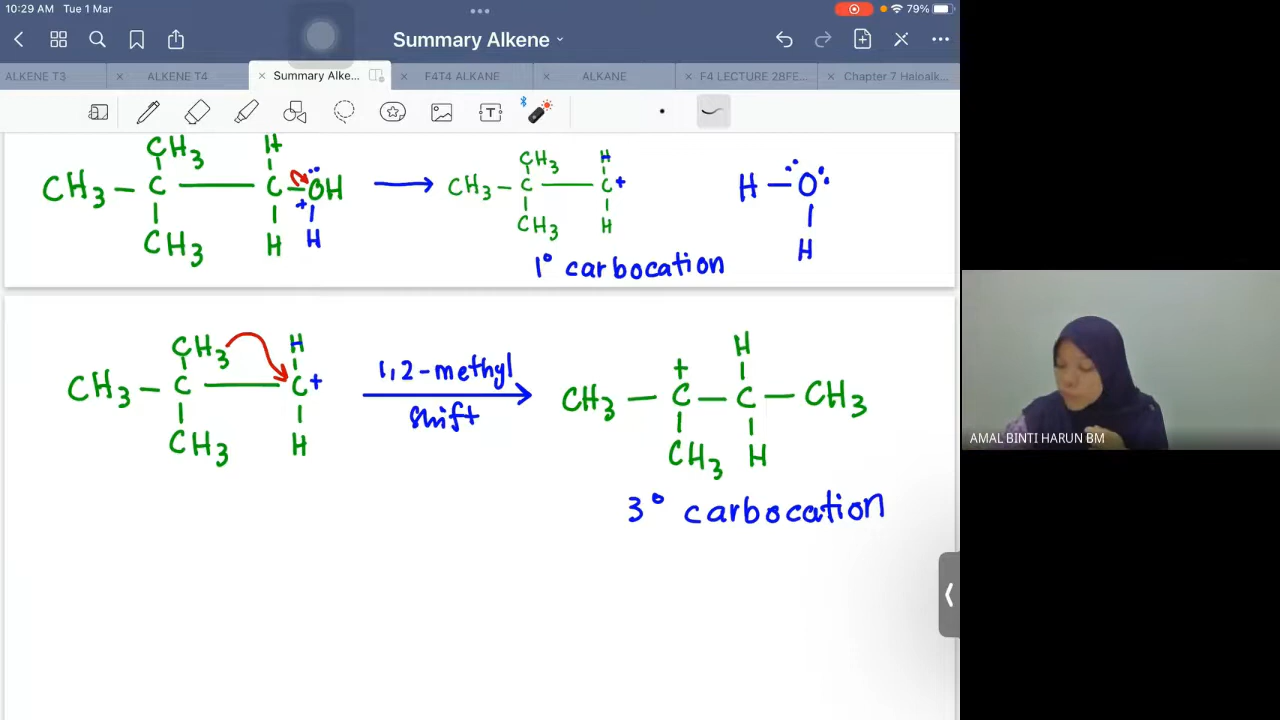 10:29 AM Tue 1 Mar
79%
Summary Alkene
ALKENE T3
ALKENE T4
Summary Alke...
F4T4 ALKANE
ALKANE
F4 LECTURE 28FE...
Chapter 7 Haloalk...
CH3 H
CH3 – C – C – OH
+
CH3 H H
CH3 H
CH3 – C – C +
CH3 H
H – O
H
1° carbocation
CH3 H
CH3 – C – C +
CH3 H
1,2-methyl
shift
+ H
CH3 – C – C – CH3
CH3 H
3° carbocation
AMAL BINTI HARUN BM